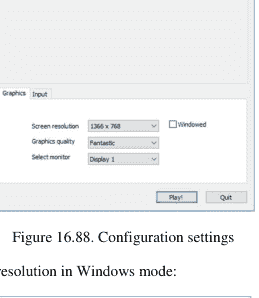 Graphics Input
Screen resolution 1366 x 768 Windowed
Graphics quality Fantastic
Select monitor Display 1
Play! Quit
Figure 16.88. Configuration settings
resolution in Windows mode: